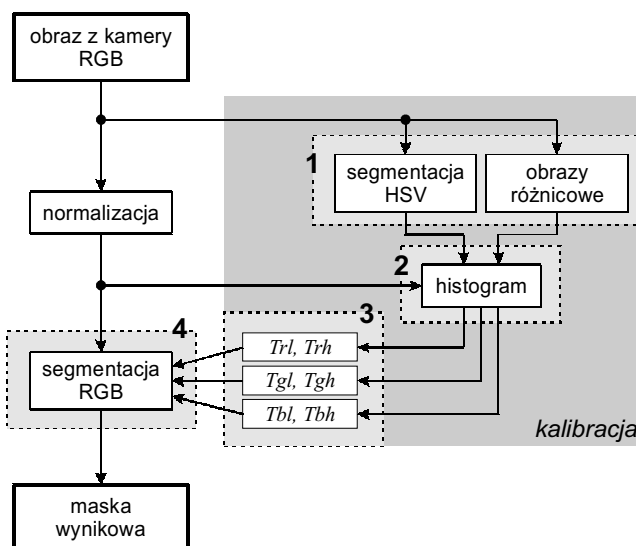 obraz z kamery
RGB
1
segmentacja
HSV
obrazy
różnicowe
normalizacja
2
histogram
3
4
Trl, Trh
segmentacja
RGB
Tgl, Tgh
Tbl, Tbh
kalibracja
maska
wynikowa